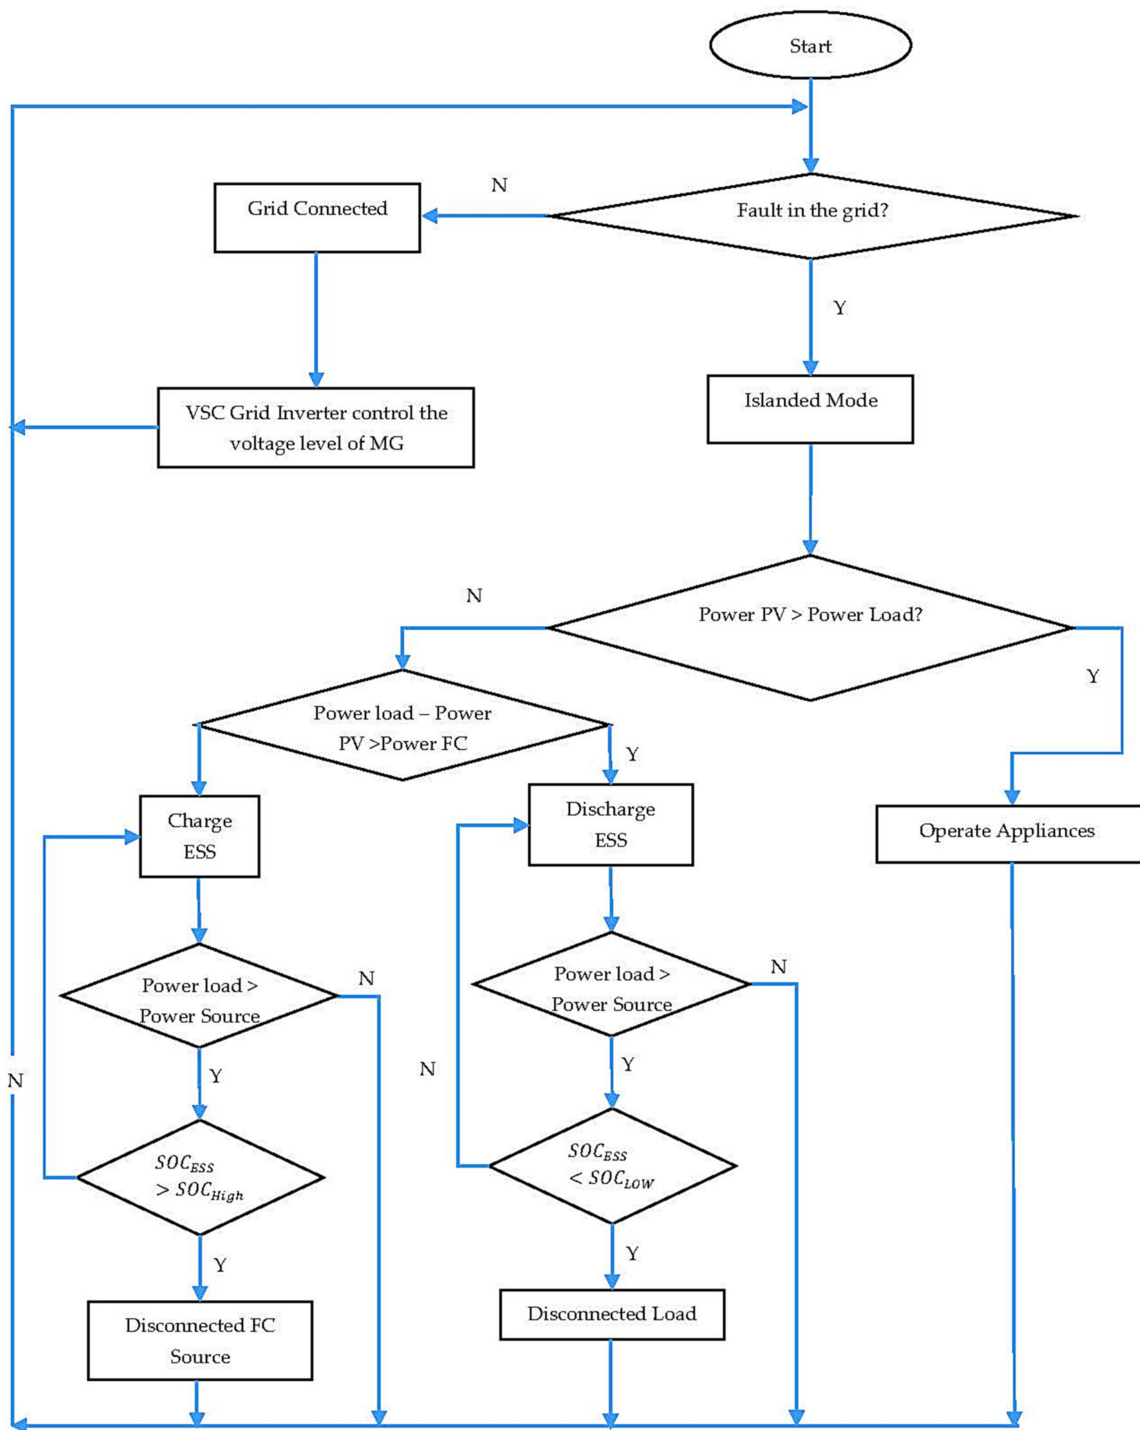 Start
N
Fault in the grid?
Grid Connected
Y
Islanded Mode
VSC Grid Inverter control the
voltage level of MG
N
Power PV > Power Load?
Y
Power load – Power
PV >Power FC
Y
Charge
ESS
Discharge
ESS
Operate Appliances
Power load >
Power Source
N
Power load >
Power Source
N
N
Y
N
Y
SOC_ESS
> SOC_High
SOC_ESS
< SOC_LOW
Y
Y
Disconnected FC
Source
Disconnected Load